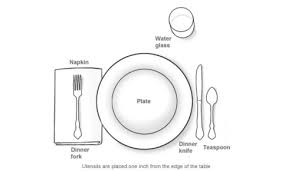 Water
glass
Napkin
Plate
Dinner
fork
Dinner
knife
Teaspoon
Utensils are placed one inch from the edge of the table